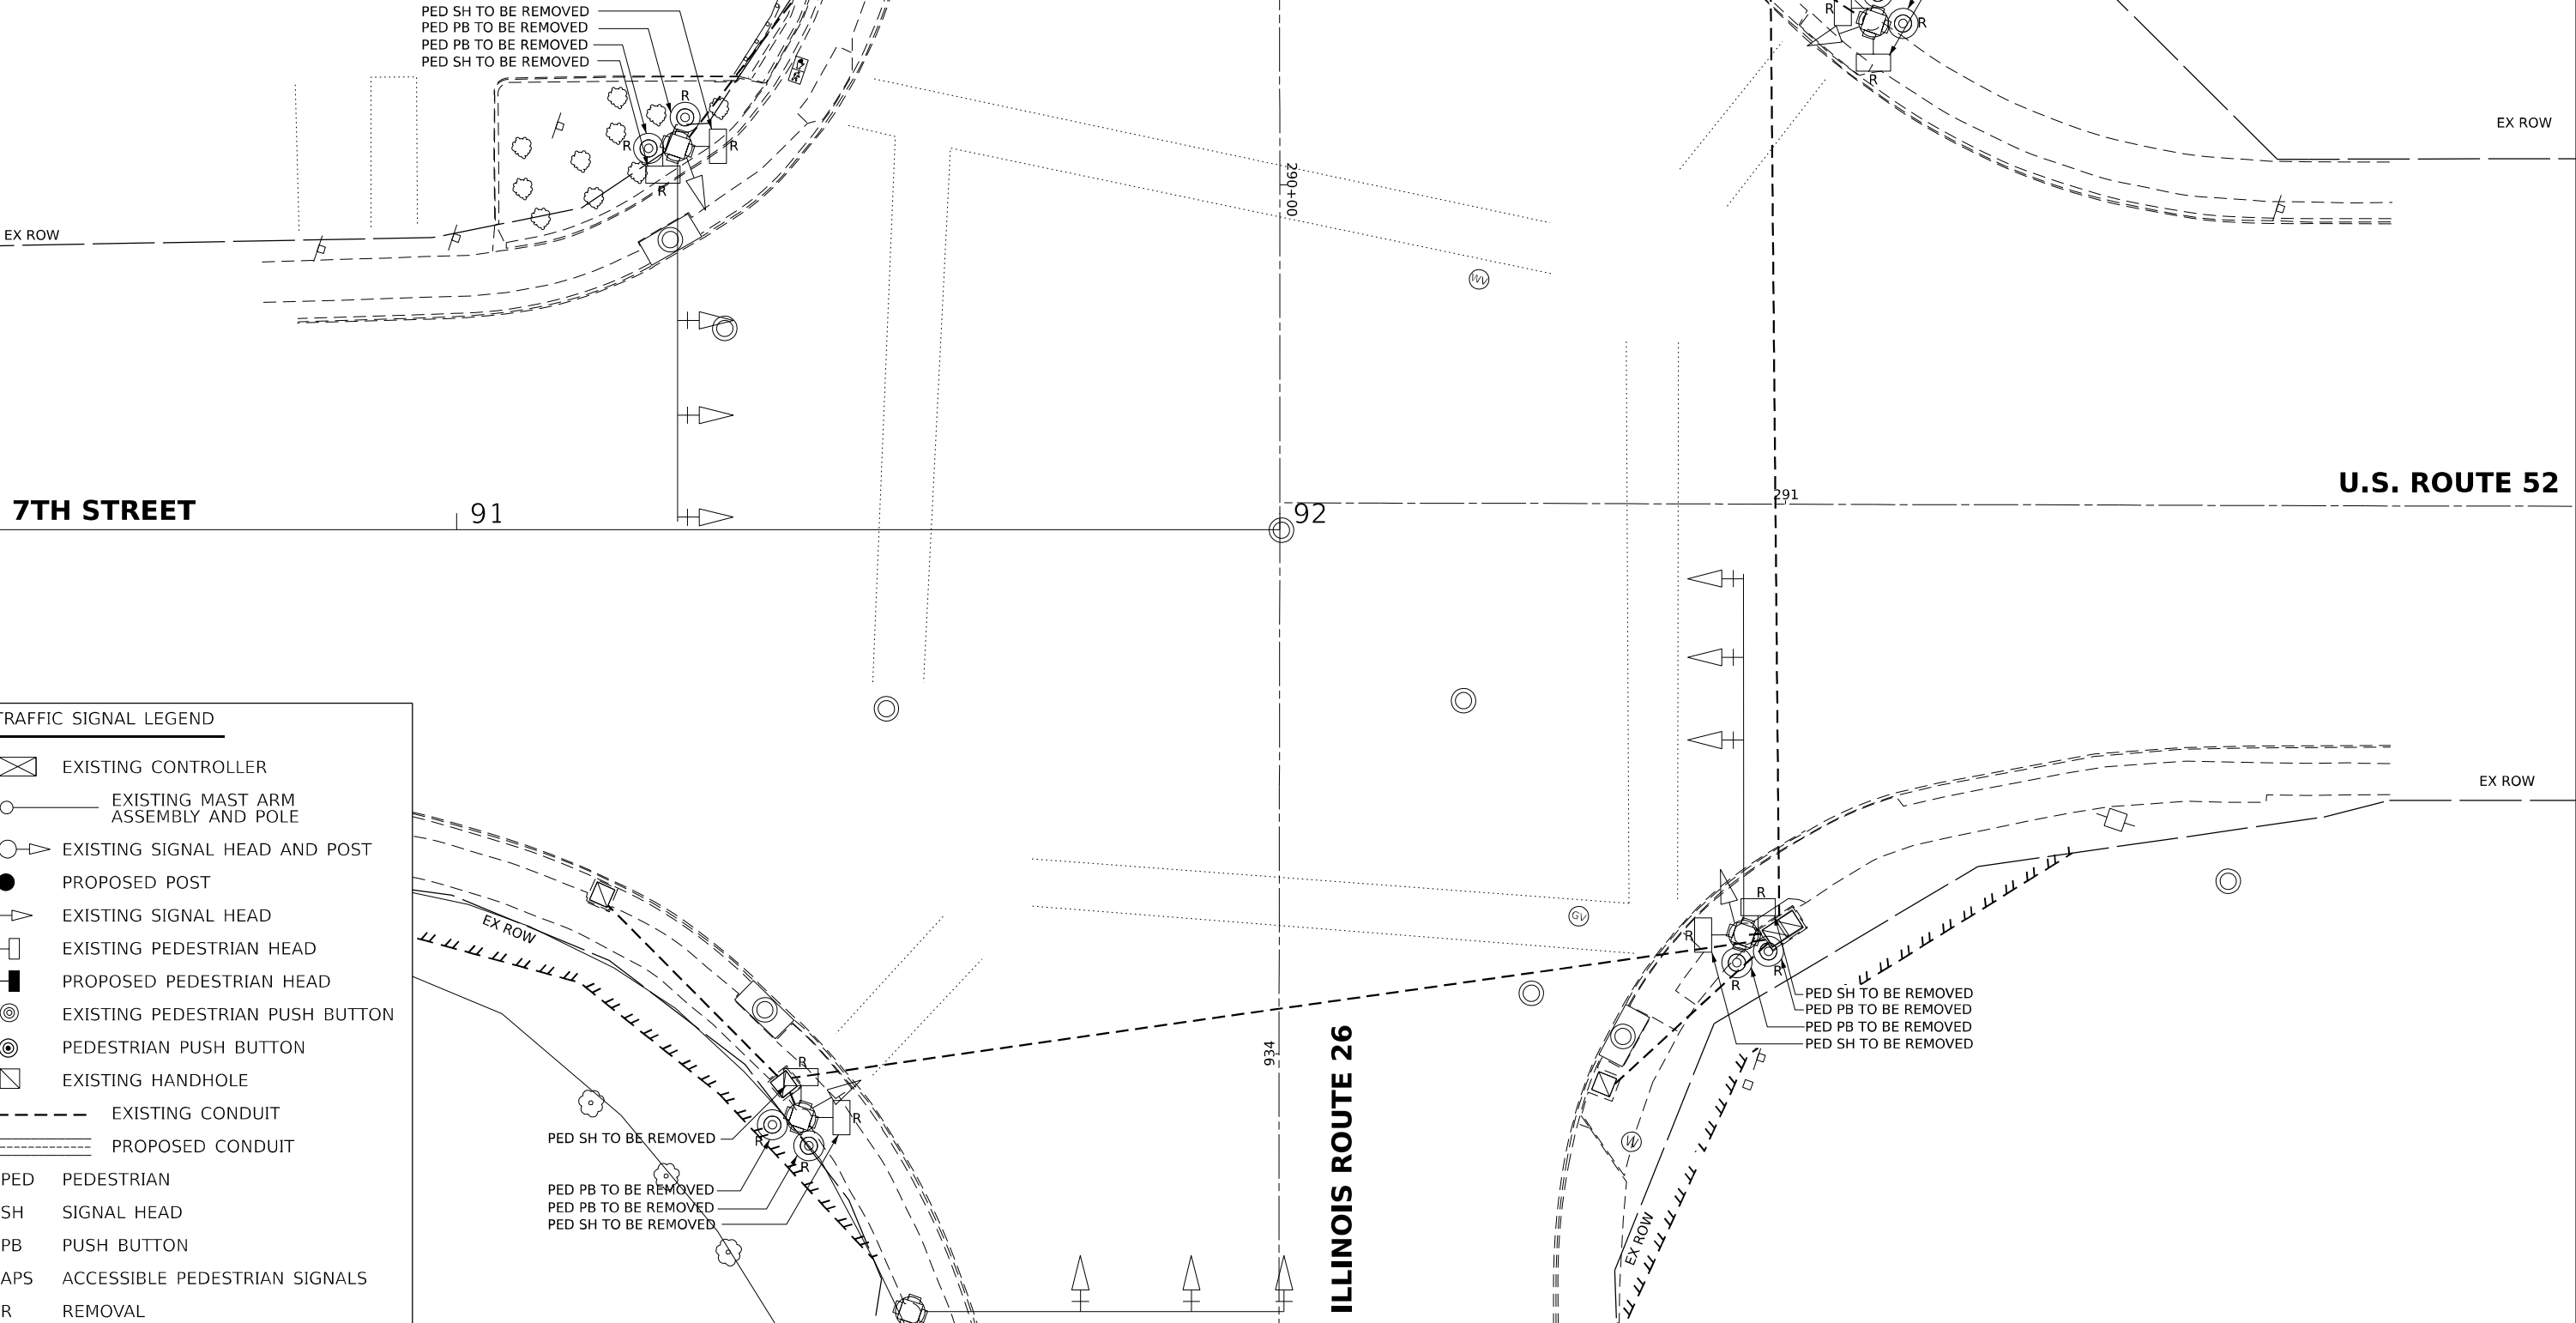 PED SH TO BE REMOVED
PED PB TO BE REMOVED
PED PB TO BE REMOVED
PED SH TO BE REMOVED
R
R
R
R
R
R
R
EX ROW
EX ROW
290+00
WV
7TH STREET
91
92
291
U.S. ROUTE 52
TRAFFIC SIGNAL LEGEND
EXISTING CONTROLLER
EXISTING MAST ARM
ASSEMBLY AND POLE
EXISTING SIGNAL HEAD AND POST
PROPOSED POST
EXISTING SIGNAL HEAD
EXISTING PEDESTRIAN HEAD
PROPOSED PEDESTRIAN HEAD
EXISTING PEDESTRIAN PUSH BUTTON
PEDESTRIAN PUSH BUTTON
EXISTING HANDHOLE
EXISTING CONDUIT
PROPOSED CONDUIT
PED PEDESTRIAN
SH SIGNAL HEAD
PB PUSH BUTTON
APS ACCESSIBLE PEDESTRIAN SIGNALS
R REMOVAL
EX ROW
R
R
R
R
PED SH TO BE REMOVED
PED PB TO BE REMOVED
PED PB TO BE REMOVED
PED SH TO BE REMOVED
934
ILLINOIS ROUTE 26
GV
EX ROW
R
R
R
R
PED SH TO BE REMOVED
PED PB TO BE REMOVED
PED PB TO BE REMOVED
PED SH TO BE REMOVED
W
EX ROW